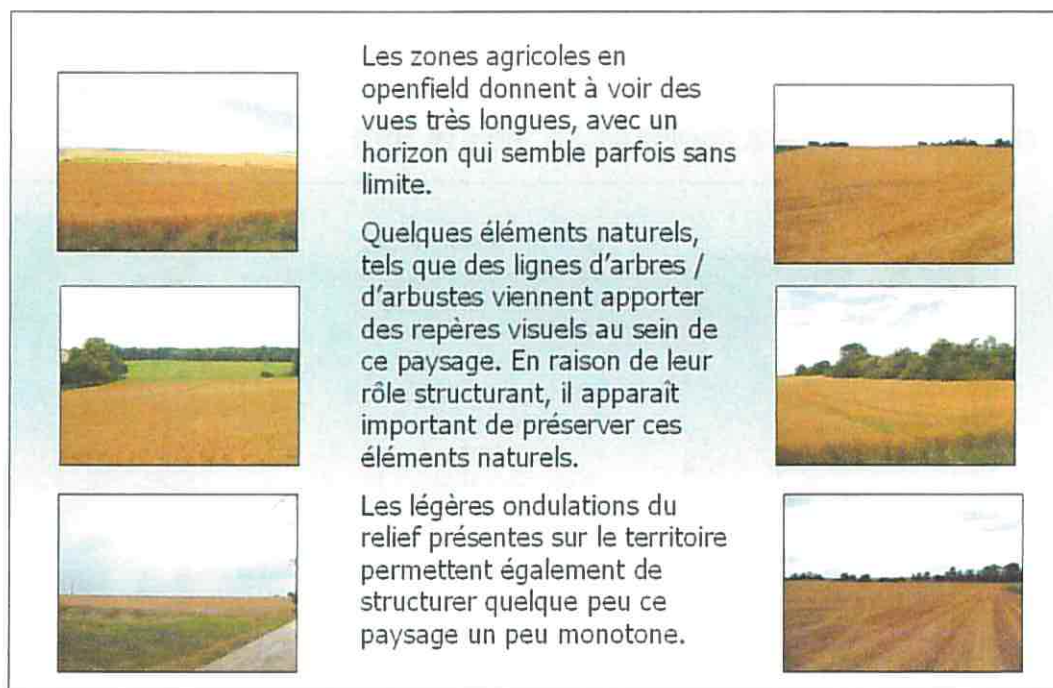 Les zones agricoles en
openfield donnent à voir des
vues très longues, avec un
horizon qui semble parfois sans
limite.
Quelques éléments naturels,
tels que des lignes d'arbres /
d'arbustes viennent apporter
des repères visuels au sein de
ce paysage. En raison de leur
rôle structurant, il apparaît
important de préserver ces
éléments naturels.
Les légères ondulations du
relief présentes sur le territoire
permettent également de
structurer quelque peu ce
paysage un peu monotone.